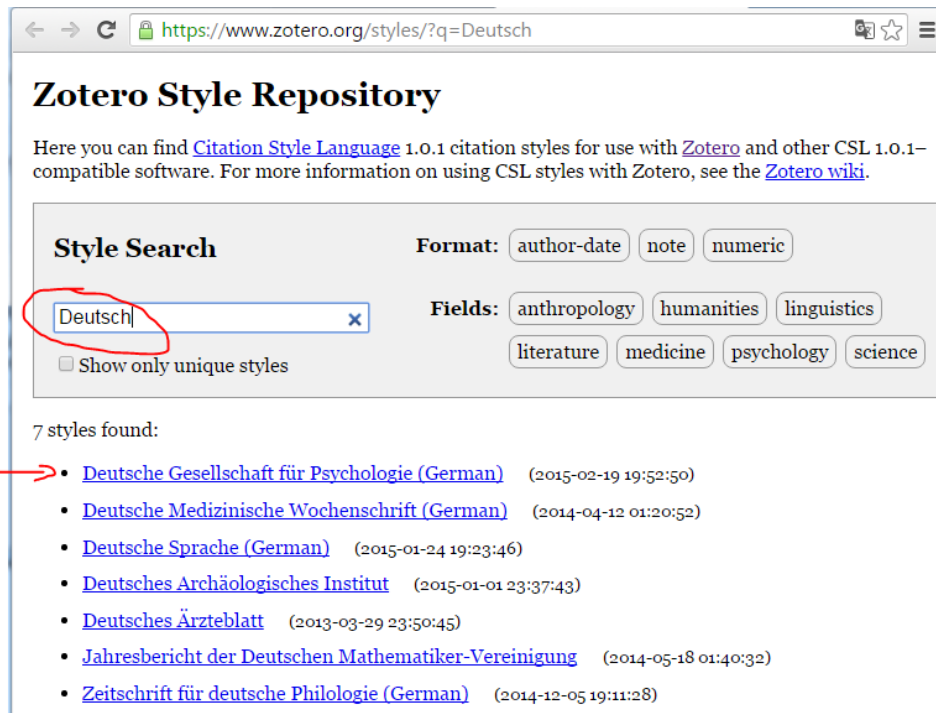 https://www.zotero.org/styles/?q=Deutsch
Zotero Style Repository
Here you can find Citation Style Language 1.0.1 citation styles for use with Zotero and other CSL 1.0.1–
compatible software. For more information on using CSL styles with Zotero, see the Zotero wiki.
Style Search
Format: author-date note numeric
Deutsch
Fields: anthropology humanities linguistics
literature medicine psychology science
Show only unique styles
7 styles found:
• Deutsche Gesellschaft für Psychologie (German) (2015-02-19 19:52:50)
• Deutsche Medizinische Wochenschrift (German) (2014-04-12 01:20:52)
• Deutsche Sprache (German) (2015-01-24 19:23:46)
• Deutsches Archäologisches Institut (2015-01-01 23:37:43)
• Deutsches Ärzteblatt (2013-03-29 23:50:45)
• Jahresbericht der Deutschen Mathematiker-Vereinigung (2014-05-18 01:40:32)
• Zeitschrift für deutsche Philologie (German) (2014-12-05 19:11:28)